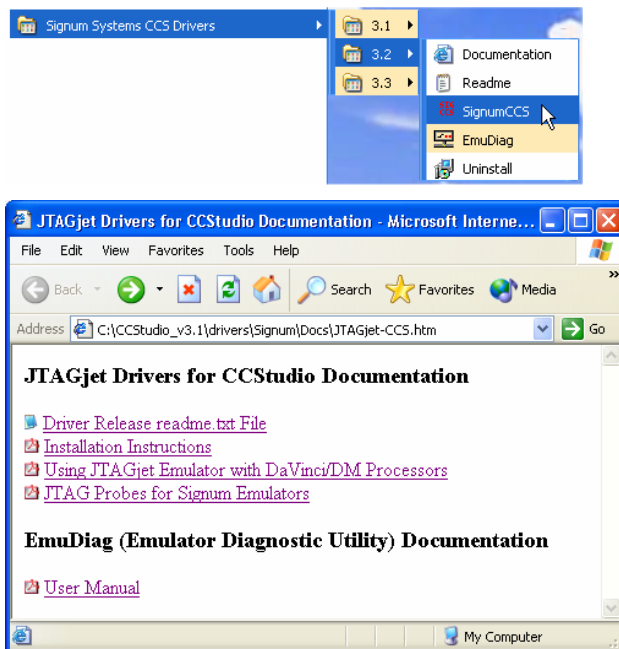 Signum Systems CCS Drivers
3.1
3.2
3.3
Documentation
Readme
SignumCCS
EmuDiag
Uninstall
JTAGjet Drivers for CCStudio Documentation - Microsoft Interne...
File Edit View Favorites Tools Help
Back Search Favorites Media »
Address C:\CCStudio_v3.1\drivers\Signum\Docs\JTAGjet-CCS.htm Go
JTAGjet Drivers for CCStudio Documentation
Driver Release readme.txt File
Installation Instructions
Using JTAGjet Emulator with DaVinci/DM Processors
JTAG Probes for Signum Emulators
EmuDiag (Emulator Diagnostic Utility) Documentation
User Manual
My Computer